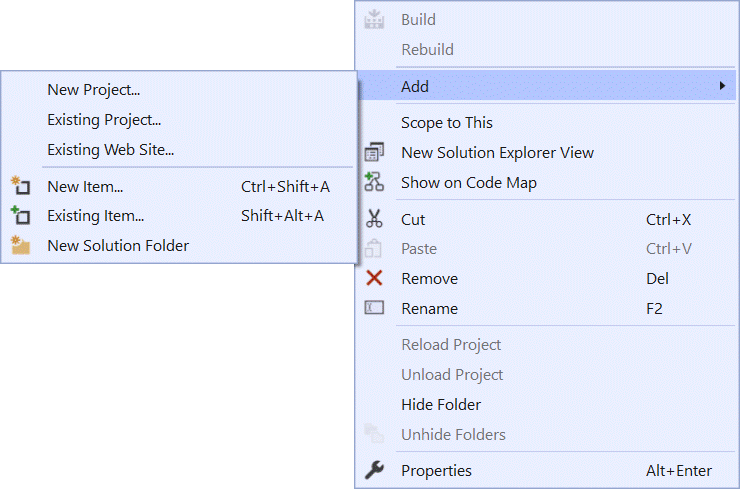 Build
Rebuild
Add
Scope to This
New Solution Explorer View
Show on Code Map
Cut Ctrl+X
Paste Ctrl+V
Remove Del
Rename F2
Reload Project
Unload Project
Hide Folder
Unhide Folders
Properties Alt+Enter
New Project...
Existing Project...
Existing Web Site...
New Item... Ctrl+Shift+A
Existing Item... Shift+Alt+A
New Solution Folder